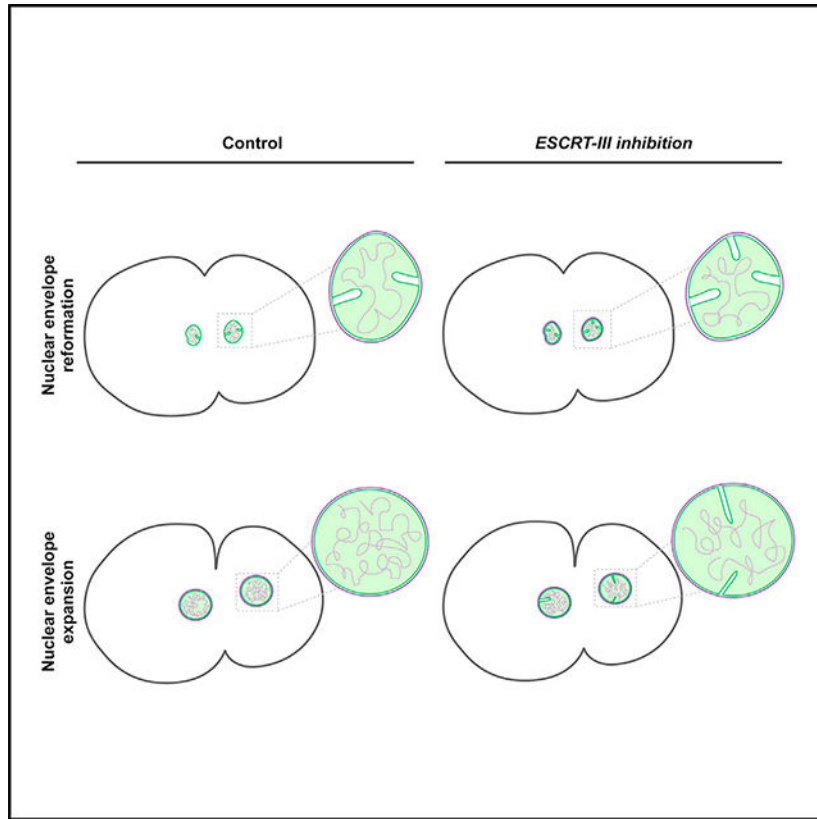 Control
ESCRT-III inhibition
Nuclear envelope
reformation
Nuclear envelope
expansion